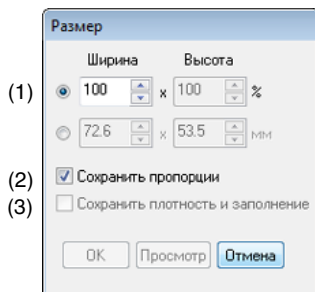 Размер
Ширина Высота
(1) 100 x 100 %
72.6 x 53.5 мм
(2) Сохранить пропорции
(3) Сохранить плотность и заполнение
OK Просмотр Отмена